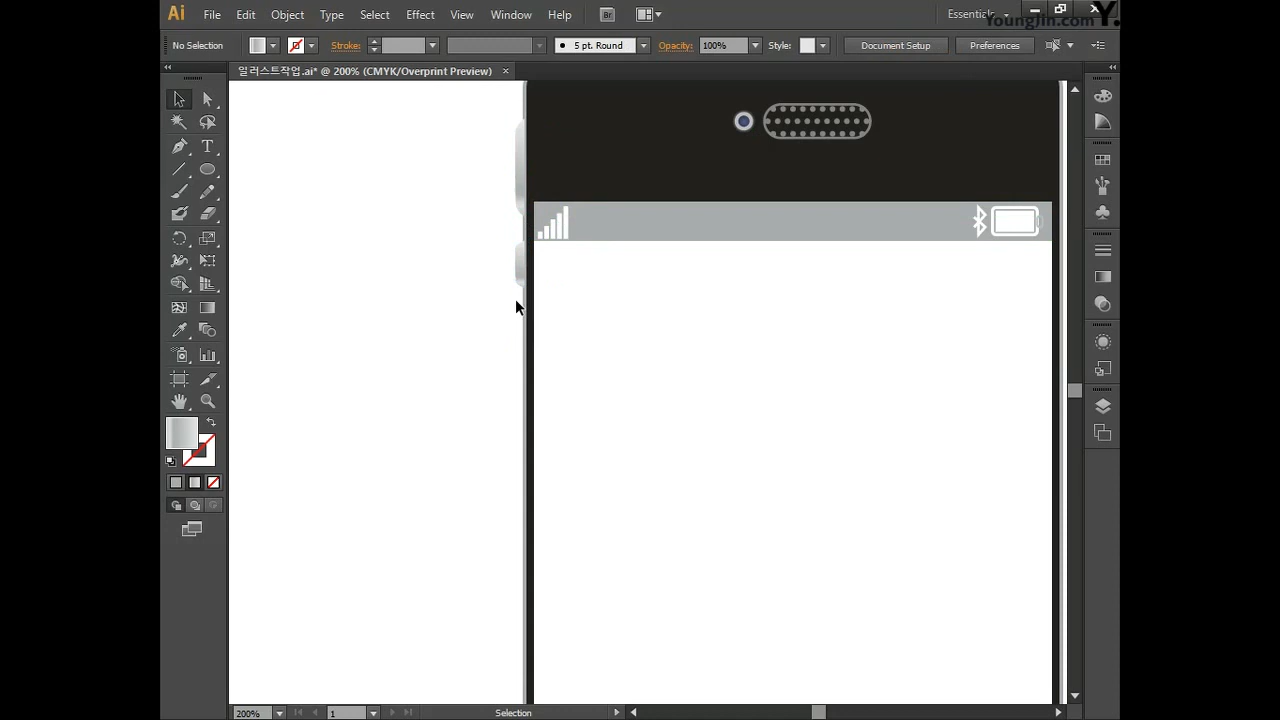 Ai File Edit Object Type Select Effect View Window Help Br Essentials
YoungJin.com Y.
No Selection Stroke: 5 pt. Round Opacity: 100% Style: Document Setup Preferences
일러스트작업.ai* @ 200% (CMYK/Overprint Preview) ×
T
200% 1 Selection